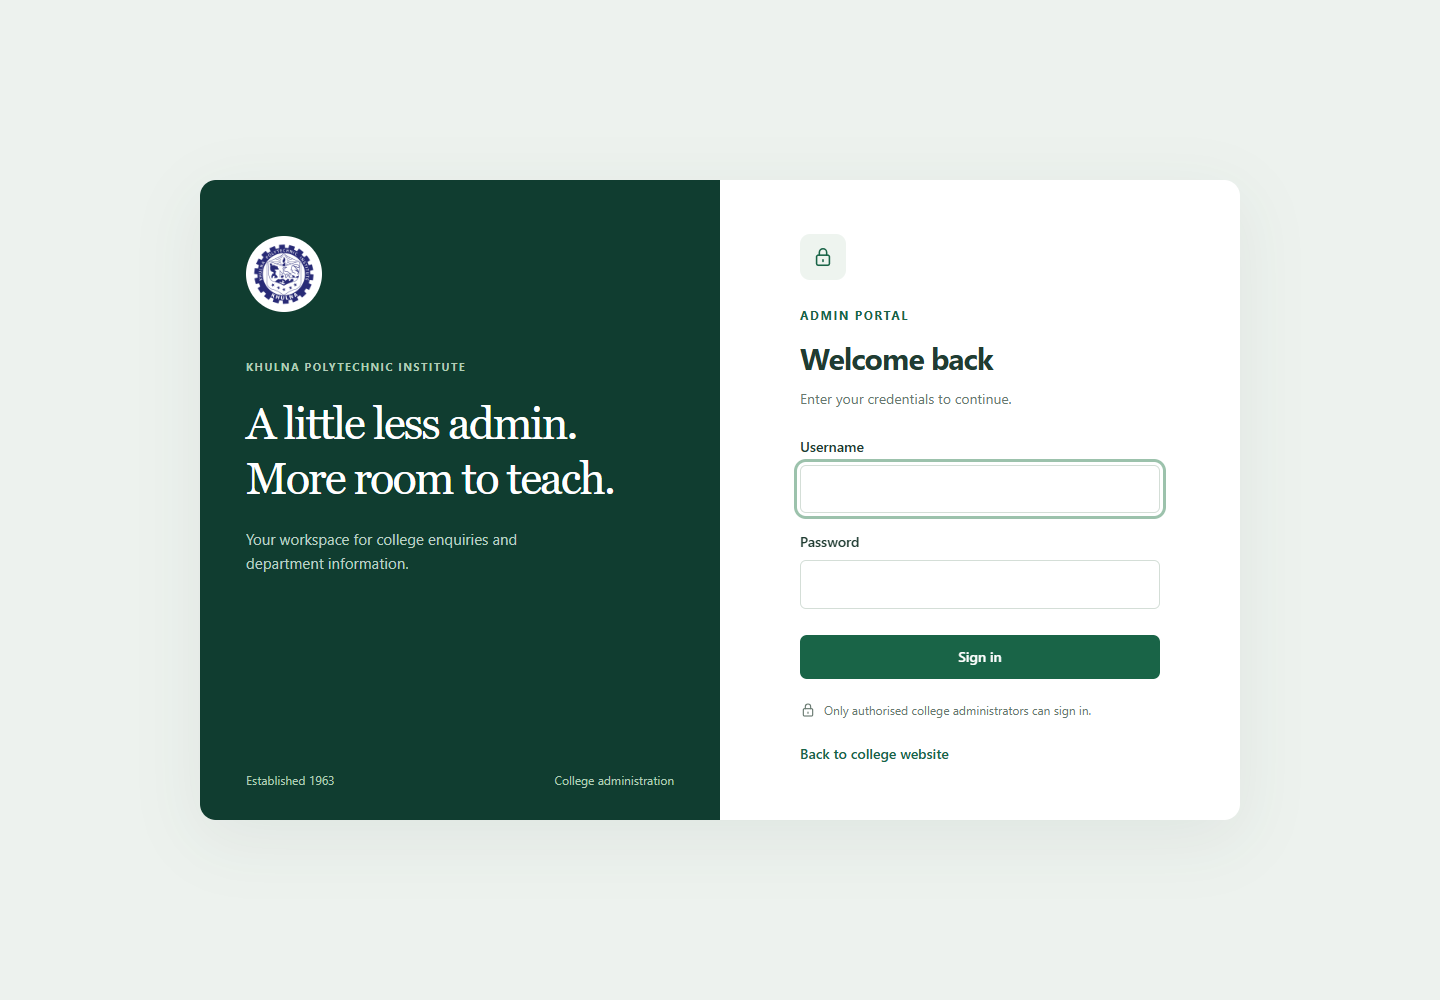 KHULNA
KHULNA POLYTECHNIC INSTITUTE
A little less admin.
More room to teach.
Your workspace for college enquiries and
department information.
Established 1963
College administration
ADMIN PORTAL
Welcome back
Enter your credentials to continue.
Username
Password
Sign in
Only authorised college administrators can sign in.
Back to college website